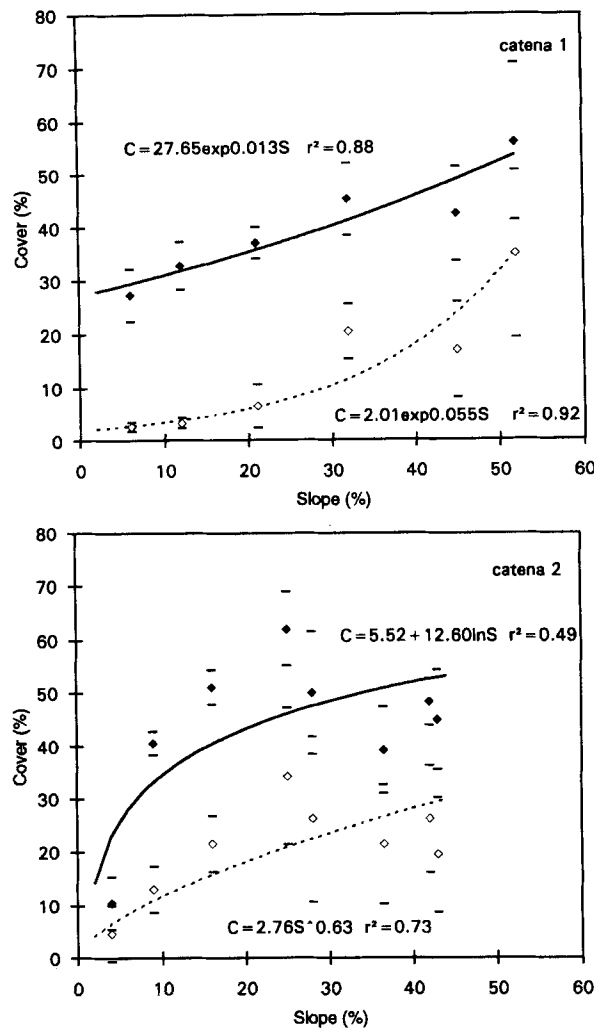 80
catena 1
70
60
C=27.65exp0.013S r²=0.88
50
40
30
20
10
C=2.01exp0.055S r²=0.92
0
0 10 20 30 40 50 60
Cover (%)
Slope (%)
80
catena 2
70
C=5.52+12.60lnS r²=0.49
60
50
40
30
20
10
C=2.76S^0.63 r²=0.73
0
0 10 20 30 40 50 60
Cover (%)
Slope (%)